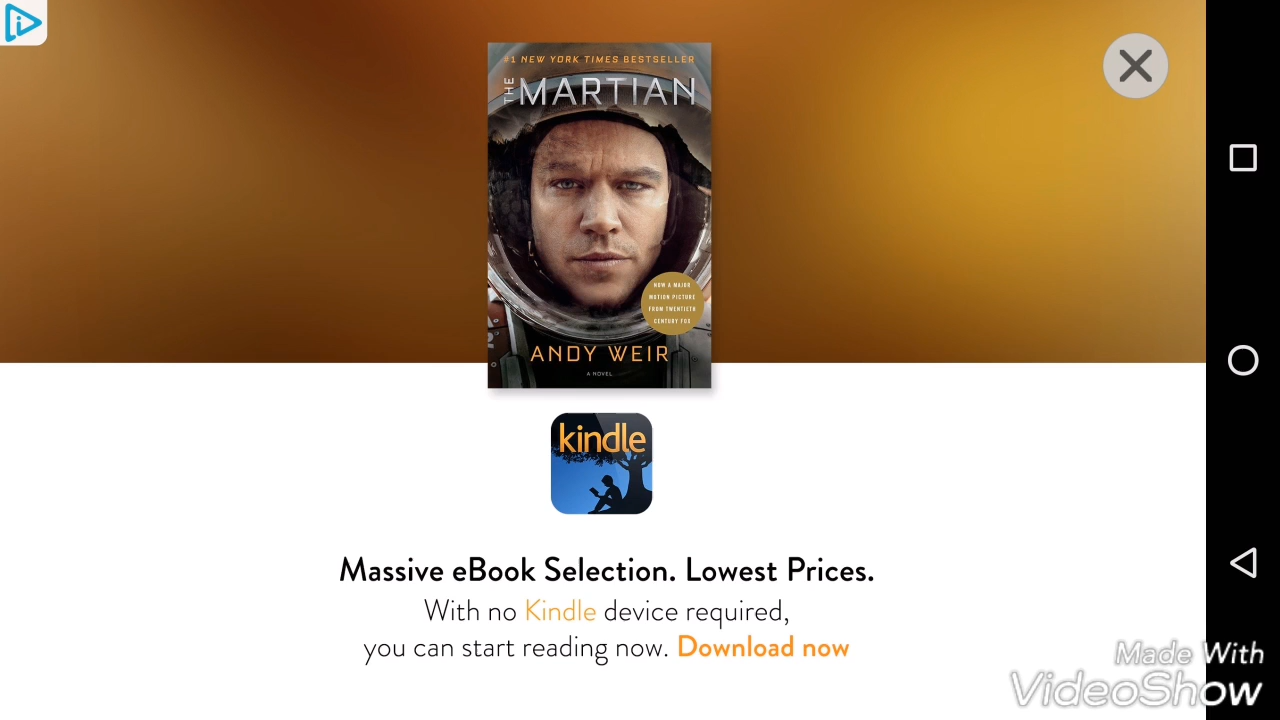 #1 NEW YORK TIMES BESTSELLER
THE MARTIAN
NOW A MAJOR
MOTION PICTURE
FROM TWENTIETH
CENTURY FOX
ANDY WEIR
A NOVEL
kindle
Massive eBook Selection. Lowest Prices.
With no Kindle device required,
you can start reading now. Download now
Made With
VideoShow